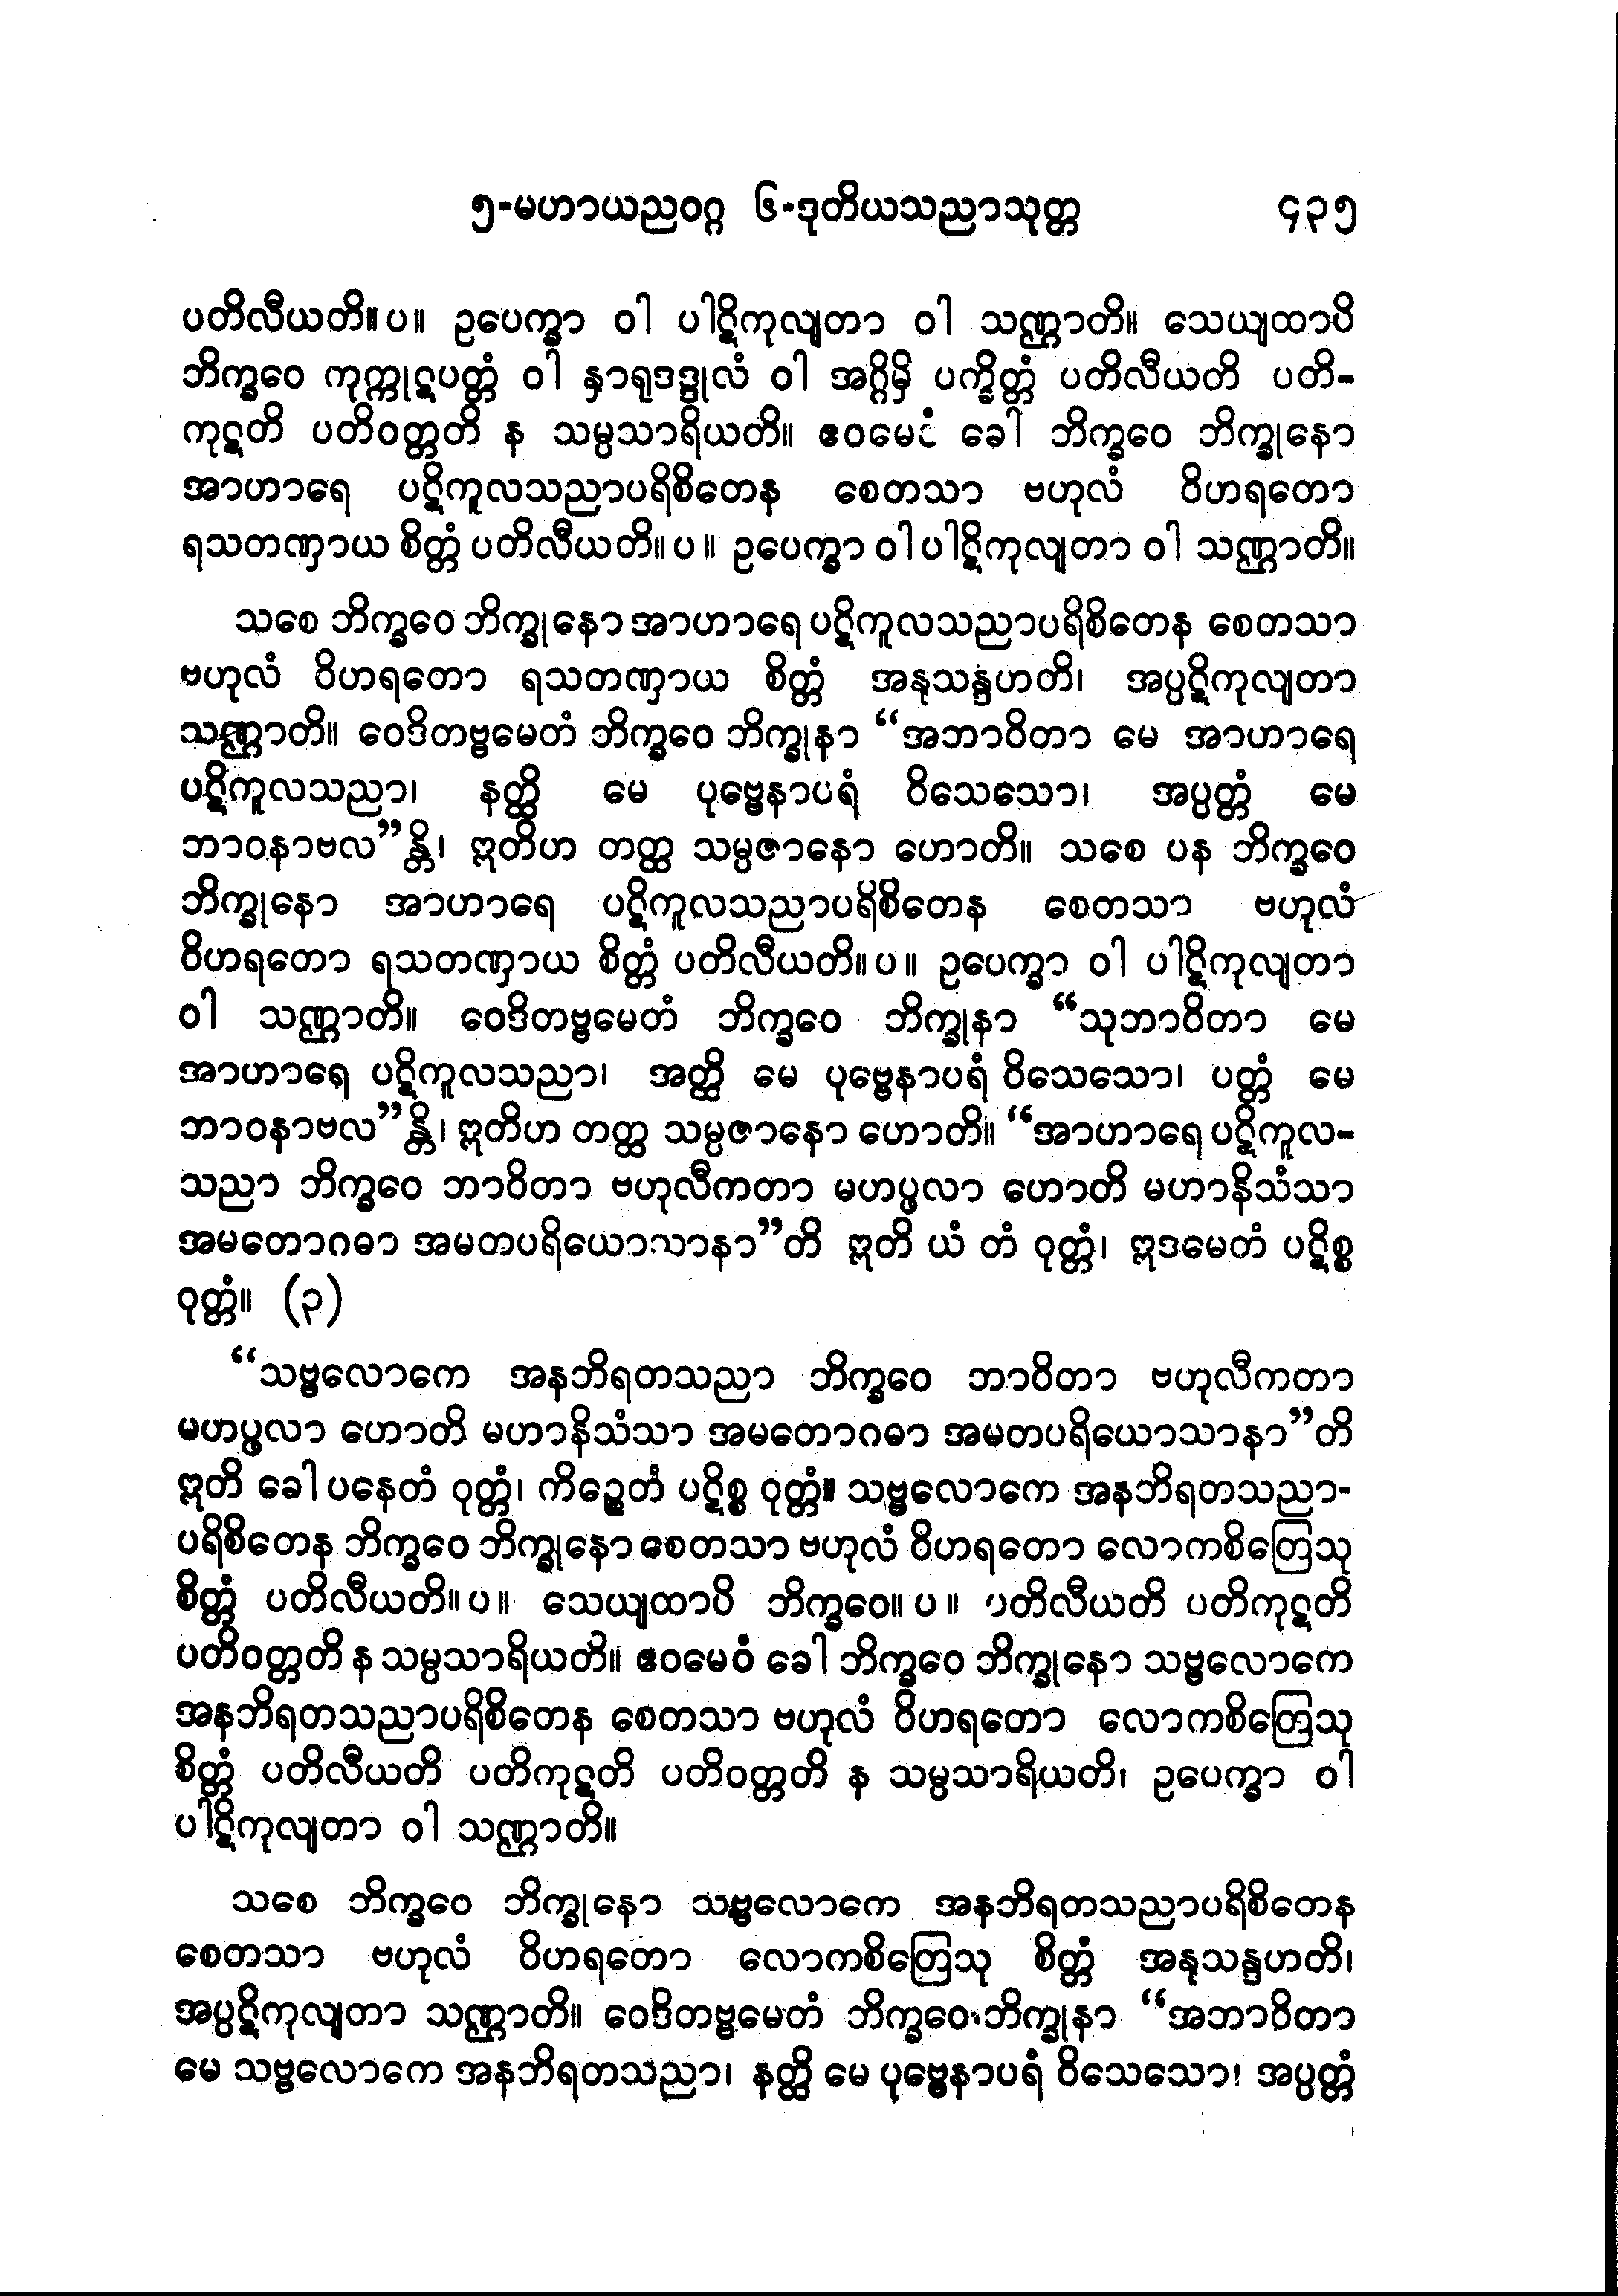 ၅-မဟာယညဝဂ္ဂ ၆-ဒုတိယသညာသုတ္တ ၄၃၅
ပတိလီယတိ။ပ။ ဥပေက္ခာ ဝါ ပါဋိကုလျတာ ဝါ သဏ္ဌာတိ။ သေယျထာပိ
ဘိက္ခဝေ ကုက္ကုဋပတ္တံ ဝါ နှာရုဒဒ္ဒုလံ ဝါ အဂ္ဂိမှိ ပက္ခိတ္တံ ပတိလီယတိ ပတိ-
ကုဋတိ ပတိဝတ္တတိ န သမ္ပသာရိယတိ။ ဧဝမေဝံ ခေါ ဘိက္ခဝေ ဘိက္ခုနော
အာဟာရေ ပဋိကူလသညာပရိစိတေန စေတသာ ဗဟုလံ ဝိဟရတော
ရသတဏှာယ စိတ္တံ ပတိလီယတိ။ပ။ ဥပေက္ခာ ဝါ ပါဋိကုလျတာ ဝါ သဏ္ဌာတိ။
သစေ ဘိက္ခဝေ ဘိက္ခုနော အာဟာရေ ပဋိကူလသညာပရိစိတေန စေတသာ
ဗဟုလံ ဝိဟရတော ရသတဏှာယ စိတ္တံ အနုသန္ဒဟတိ၊ အပ္ပဋိကုလျတာ
သဏ္ဌာတိ။ ဝေဒိတဗ္ဗမေတံ ဘိက္ခဝေ ဘိက္ခုနာ “အဘာဝိတာ မေ အာဟာရေ
ပဋိကူလသညာ၊ နတ္ထိ မေ ပုဗ္ဗေနာပရံ ဝိသေသော၊ အပ္ပတ္တံ မေ
ဘာဝနာဗလ”န္တိ၊ ဣတိဟ တတ္ထ သမ္ပဇာနော ဟောတိ။ သစေ ပန ဘိက္ခဝေ
ဘိက္ခုနော အာဟာရေ ပဋိကူလသညာပရိစိတေန စေတသာ ဗဟုလံ
ဝိဟရတော ရသတဏှာယ စိတ္တံ ပတိလီယတိ။ပ။ ဥပေက္ခာ ဝါ ပါဋိကုလျတာ
ဝါ သဏ္ဌာတိ။ ဝေဒိတဗ္ဗမေတံ ဘိက္ခဝေ ဘိက္ခုနာ “သုဘာဝိတာ မေ
အာဟာရေ ပဋိကူလသညာ၊ အတ္ထိ မေ ပုဗ္ဗေနာပရံ ဝိသေသော၊ ပတ္တံ မေ
ဘာဝနာဗလ”န္တိ၊ ဣတိဟ တတ္ထ သမ္ပဇာနော ဟောတိ။ “အာဟာရေ ပဋိကူလ-
သညာ ဘိက္ခဝေ ဘာဝိတာ ဗဟုလီကတာ မဟပ္ဖလာ ဟောတိ မဟာနိသံသာ
အမတောဂဓာ အမတပရိယောသာနာ”တိ ဣတိ ယံ တံ ဝုတ္တံ၊ ဣဒမေတံ ပဋိစ္စ
ဝုတ္တံ။ (၃)
“သဗ္ဗလောကေ အနဘိရတသညာ ဘိက္ခဝေ ဘာဝိတာ ဗဟုလီကတာ
မဟပ္ဖလာ ဟောတိ မဟာနိသံသာ အမတောဂဓာ အမတပရိယောသာနာ”တိ
ဣတိ ခေါ ပနေတံ ဝုတ္တံ၊ ကိဉ္စေတံ ပဋိစ္စ ဝုတ္တံ။ သဗ္ဗလောကေ အနဘိရတသညာ-
ပရိစိတေန ဘိက္ခဝေ ဘိက္ခုနော စေတသာ ဗဟုလံ ဝိဟရတော လောကစိတြေသု
စိတ္တံ ပတိလီယတိ။ပ။ သေယျထာပိ ဘိက္ခဝေ။ပ။ ပတိလီယတိ ပတိကုဋတိ
ပတိဝတ္တတိ န သမ္ပသာရိယတိ။ ဧဝမေဝံ ခေါ ဘိက္ခဝေ ဘိက္ခုနော သဗ္ဗလောကေ
အနဘိရတသညာပရိစိတေန စေတသာ ဗဟုလံ ဝိဟရတော လောကစိတြေသု
စိတ္တံ ပတိလီယတိ ပတိကုဋတိ ပတိဝတ္တတိ န သမ္ပသာရိယတိ၊ ဥပေက္ခာ ဝါ
ပါဋိကုလျတာ ဝါ သဏ္ဌာတိ။
သစေ ဘိက္ခဝေ ဘိက္ခုနော သဗ္ဗလောကေ အနဘိရတသညာပရိစိတေန
စေတသာ ဗဟုလံ ဝိဟရတော လောကစိတြေသု စိတ္တံ အနုသန္ဒဟတိ၊
အပ္ပဋိကုလျတာ သဏ္ဌာတိ။ ဝေဒိတဗ္ဗမေတံ ဘိက္ခဝေ ဘိက္ခုနာ “အဘာဝိတာ
မေ သဗ္ဗလောကေ အနဘိရတသညာ၊ နတ္ထိ မေ ပုဗ္ဗေနာပရံ ဝိသေသော၊ အပ္ပတ္တံ